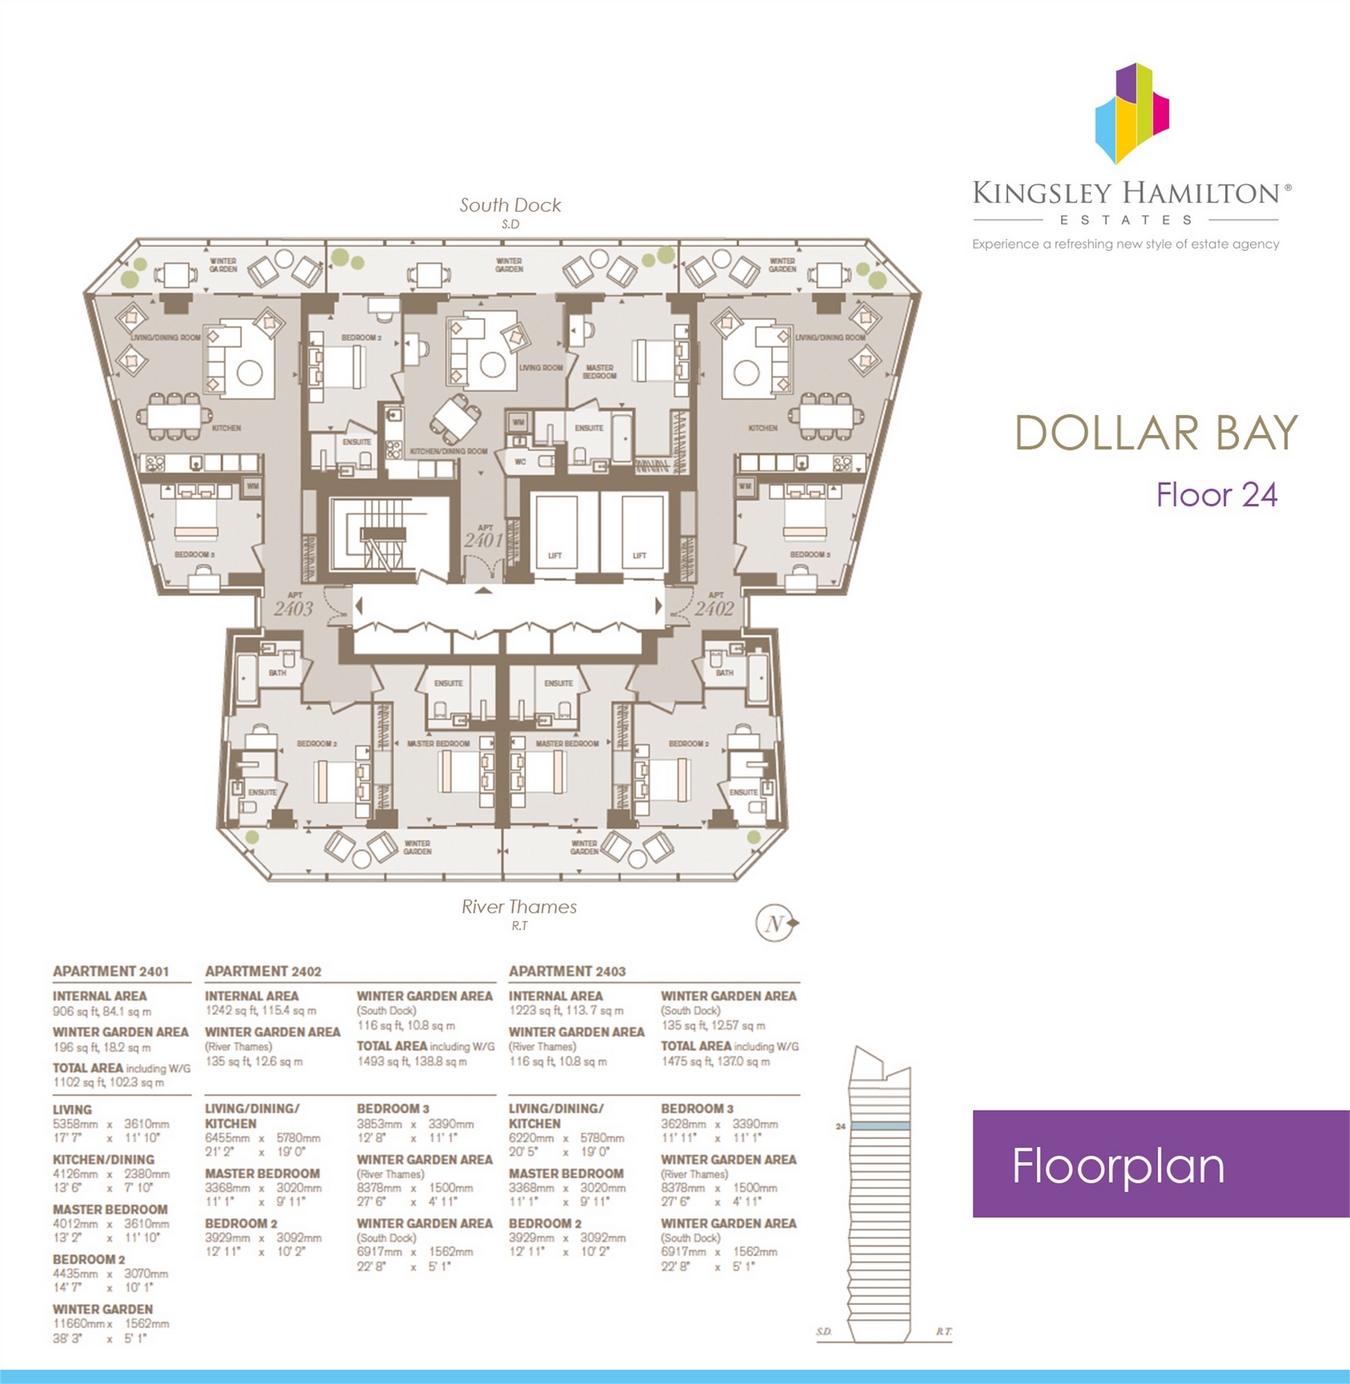 KINGSLEY HAMILTON®
ESTATES
Experience a refreshing new style of estate agency
DOLLAR BAY
Floor 24
South Dock
S.D
WINTER GARDEN
WINTER GARDEN
WINTER GARDEN
LIVING/DINING ROOM
BEDROOM 2
LIVING ROOM
MASTER BEDROOM
LIVING/DINING ROOM
KITCHEN
ENSUITE
KITCHEN/DINING ROOM
WM
WC
ENSUITE
KITCHEN
WM
WM
BEDROOM 3
APT
2401
LIFT
LIFT
BEDROOM 3
APT
2403
APT
2402
BATH
ENSUITE
ENSUITE
BATH
BEDROOM 2
MASTER BEDROOM
MASTER BEDROOM
BEDROOM 2
ENSUITE
ENSUITE
WINTER GARDEN
WINTER GARDEN
River Thames
R.T
N
APARTMENT 2401
INTERNAL AREA
906 sq ft, 84.1 sq m
WINTER GARDEN AREA
196 sq ft, 18.2 sq m
TOTAL AREA including W/G
1102 sq ft, 102.3 sq m
LIVING
5358mm x 3610mm
17' 7" x 11' 10"
KITCHEN/DINING
4126mm x 2380mm
13' 6" x 7' 10"
MASTER BEDROOM
4012mm x 3610mm
13' 2" x 11' 10"
BEDROOM 2
4435mm x 3070mm
14' 7" x 10' 1"
WINTER GARDEN
11660mm x 1562mm
38' 3" x 5' 1"
APARTMENT 2402
INTERNAL AREA
1242 sq ft, 115.4 sq m
WINTER GARDEN AREA
(River Thames)
135 sq ft, 12.6 sq m
WINTER GARDEN AREA
(South Dock)
116 sq ft, 10.8 sq m
TOTAL AREA including W/G
1493 sq ft, 138.8 sq m
LIVING/DINING/
KITCHEN
6455mm x 5780mm
21' 2" x 19' 0"
MASTER BEDROOM
3368mm x 3020mm
11' 1" x 9' 11"
BEDROOM 2
3929mm x 3092mm
12' 11" x 10' 2"
BEDROOM 3
3853mm x 3390mm
12' 8" x 11' 1"
WINTER GARDEN AREA
(River Thames)
8378mm x 1500mm
27' 6" x 4' 11"
WINTER GARDEN AREA
(South Dock)
6917mm x 1562mm
22' 8" x 5' 1"
APARTMENT 2403
INTERNAL AREA
1223 sq ft, 113.7 sq m
WINTER GARDEN AREA
(River Thames)
116 sq ft, 10.8 sq m
WINTER GARDEN AREA
(South Dock)
135 sq ft, 12.57 sq m
TOTAL AREA including W/G
1475 sq ft, 137.0 sq m
LIVING/DINING/
KITCHEN
6220mm x 5780mm
20' 5" x 19' 0"
MASTER BEDROOM
3368mm x 3020mm
11' 1" x 9' 11"
BEDROOM 2
3929mm x 3092mm
12' 11" x 10' 2"
BEDROOM 3
3628mm x 3390mm
11' 11" x 11' 1"
WINTER GARDEN AREA
(River Thames)
8378mm x 1500mm
27' 6" x 4' 11"
WINTER GARDEN AREA
(South Dock)
6917mm x 1562mm
22' 8" x 5' 1"
24
S.D.
R.T.
Floorplan